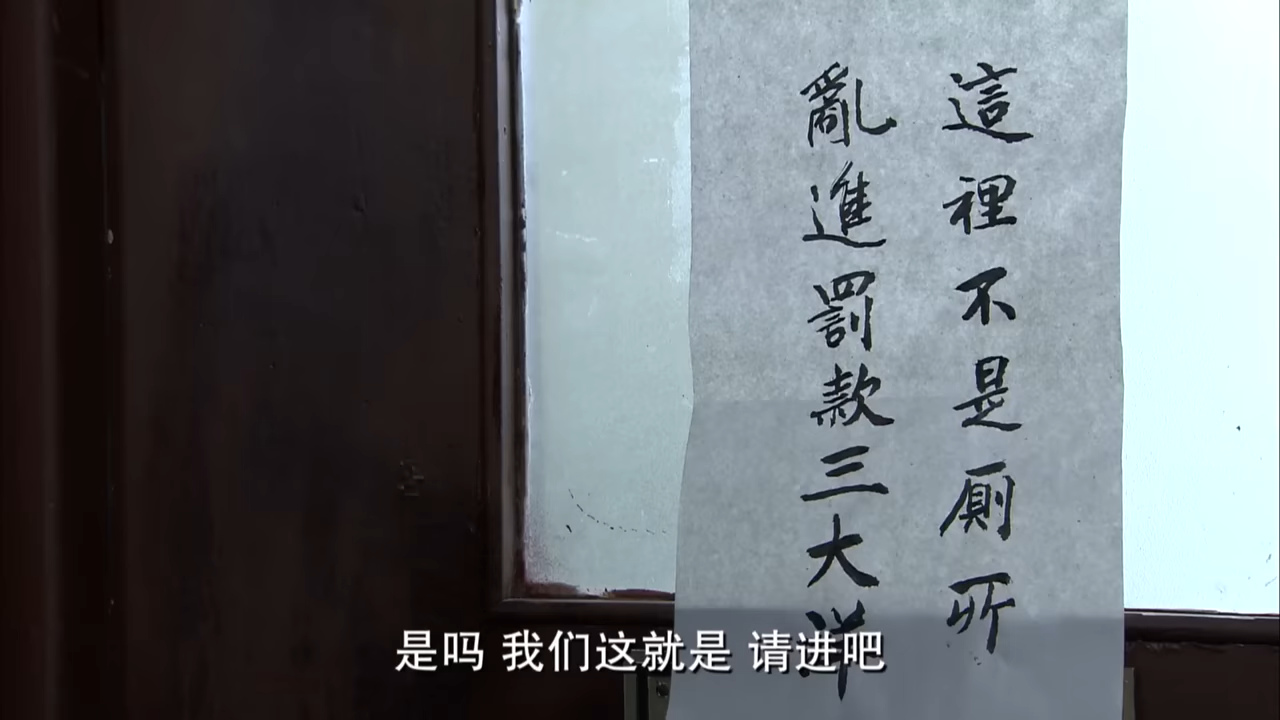 這裡不是厠所
亂進罰款三大洋
是吗 我们这就是 请进吧